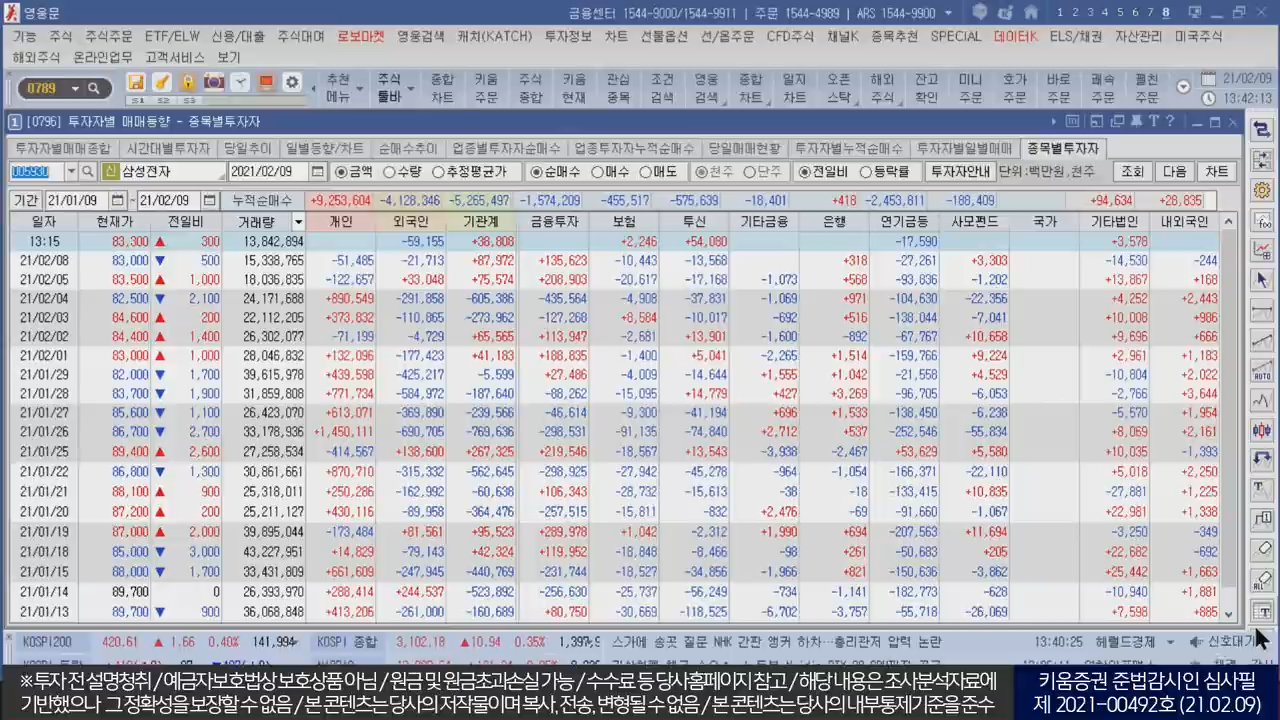 영웅문 금융센터 1544-9000/1544-9911 | 주문 1544-4989 | ARS 1544-9900 1 2 3 4 5 6 7 8
기능 주식 주식주문 ETF/ELW 신용/대출 주식대여 로보마켓 영웅검색 캐치(KATCH) 투자정보 차트 선물옵션 선/옵주문 CFD주식 채널K 종목추천 SPECIAL 데이터K ELS/채권 자산관리 미국주식
해외주식 온라인업무 고객서비스 보기
0789 S1 S2 S3 추천메뉴 주식툴바 종합차트 키움주문 주식종합 키움현재 관심종목 조건검색 영웅검색 종합차트 일지차트 오픈스탁 해외주식 잔고확인 미니주문 호가주문 바로주문 쾌속주문 펼친주문 21/02/09 13:42:13
1 [0796] 투자자별 매매동향 - 종목별투자자
투자자별매매종합 시간대별투자자 당일추이 일별동향/차트 순매수추이 업종별투자자순매수 업종투자자누적순매수 당일매매현황 투자자별누적순매수 투자자별일별매매 종목별투자자
005930 신 삼성전자 2021/02/09 금액 수량 추정평균가 순매수 매수 매도 천주 단주 전일비 등락률 투자자안내 단위:백만원,천주 조회 다음 차트
기간 21/01/09 ~ 21/02/09 누적순매수 +9,253,604 -4,128,346 -5,265,497 -1,574,209 -455,517 -575,639 -18,401 +418 -2,453,811 -188,409 +94,634 +28,835
일자 현재가 전일비 거래량 개인 외국인 기관계 금융투자 보험 투신 기타금융 은행 연기금등 사모펀드 국가 기타법인 내외국인
13:15 83,300 ▲ 300 13,842,894 -59,155 +38,808 +2,246 +54,080 -17,590 +3,578
21/02/08 83,000 ▼ 500 15,338,765 -51,485 -21,713 +87,972 +135,623 -10,443 -13,568 +318 -27,261 +3,303 -14,530 -244
21/02/05 83,500 ▲ 1,000 18,036,835 -122,657 +33,048 +75,574 +208,903 -20,617 -17,168 -1,073 +568 -93,836 -1,202 +13,867 +168
21/02/04 82,500 ▼ 2,100 24,171,688 +890,549 -291,858 -605,386 -435,564 -4,908 -37,831 -1,069 +971 -104,630 -22,356 +4,252 +2,443
21/02/03 84,600 ▲ 200 22,112,205 +373,832 -110,865 -273,962 -127,268 +8,584 -10,017 -692 +516 -138,044 -7,041 +10,008 +986
21/02/02 84,400 ▲ 1,400 26,302,077 -71,199 -4,729 +65,565 +113,947 -2,681 +13,901 -1,600 -892 -67,767 +10,658 +9,696 +666
21/02/01 83,000 ▲ 1,000 28,046,832 +132,096 -177,423 +41,183 +188,835 -1,400 +5,041 -2,265 +1,514 -159,766 +9,224 +2,961 +1,183
21/01/29 82,000 ▼ 1,700 39,615,978 +439,598 -425,217 -5,599 +27,486 -4,009 -14,644 +1,555 +1,042 -21,558 +4,529 -10,804 +2,022
21/01/28 83,700 ▼ 1,900 31,859,808 +771,734 -584,972 -187,640 -88,262 -15,095 +14,779 +427 +3,269 -96,705 -6,053 -2,766 +3,644
21/01/27 85,600 ▼ 1,100 26,423,070 +613,071 -369,890 -239,566 -46,614 -9,300 -41,194 +696 +1,533 -138,450 -6,238 -5,570 +1,954
21/01/26 86,700 ▼ 2,700 33,178,936 +1,450,111 -690,705 -769,636 -298,531 -91,135 -74,840 +2,712 +537 -252,546 -55,834 +8,069 +2,161
21/01/25 89,400 ▲ 2,600 27,258,534 -414,567 +138,600 +267,325 +219,546 -18,567 +13,543 -3,938 -2,467 +53,629 +5,580 +10,035 -1,393
21/01/22 86,800 ▼ 1,300 30,861,661 +870,710 -315,332 -562,645 -298,925 -27,942 -45,278 -964 -1,054 -166,371 -22,110 +5,018 +2,250
21/01/21 88,100 ▲ 900 25,318,011 +250,286 -162,992 -60,638 +106,343 -28,732 -15,613 -38 -18 -133,415 +10,835 -27,881 +1,225
21/01/20 87,200 ▲ 200 25,211,127 +430,116 -89,958 -364,476 -257,515 -15,811 -832 +2,476 -69 -91,660 -1,067 +22,981 +1,338
21/01/19 87,000 ▲ 2,000 39,895,044 -173,484 +81,561 +95,523 +289,978 +1,042 -2,312 +1,990 +694 -207,563 +11,694 -3,250 -349
21/01/18 85,000 ▼ 3,000 43,227,951 +14,829 -79,143 +42,324 +119,952 -18,848 -8,466 -98 +261 -50,683 +205 +22,682 -692
21/01/15 88,000 ▼ 1,700 33,431,809 +661,609 -247,945 -440,769 -231,744 -18,527 -34,856 -1,966 +821 -150,636 -3,862 +25,442 +1,663
21/01/14 89,700 0 26,393,970 +288,414 +244,537 -523,892 -256,630 -25,737 -56,249 -734 -1,141 -182,773 -628 -10,940 +1,881
21/01/13 89,700 ▼ 900 36,068,848 +413,206 -261,000 -160,689 +80,750 -30,669 -118,525 -6,702 -3,757 -55,718 -26,069 +7,598 +885
KOSPI200 420.61 ▲ 1.66 0.40% 141,994 KOSPI 종합 3,102.18 ▲10.94 0.35% 스가에 송곳 질문 NHK 간판 앵커 하차…총리관저 압력 논란 13:40:25 헤럴드경제 신호대기
※ 투자 전 설명청취 / 예금자보호법상 보호상품 아님 / 원금 및 원금초과손실 가능 / 수수료 등 당사홈페이지 참고 / 해당 내용은 조사분석자료에
기반했으나 그 정확성을 보장할 수 없음 / 본 콘텐츠는 당사의 저작물이며 복사, 전송, 변형될 수 없음 / 본 콘텐츠는 당사의 내부통제기준을 준수
키움증권 준법감시인 심사필
제 2021-00492호 (21.02.09)